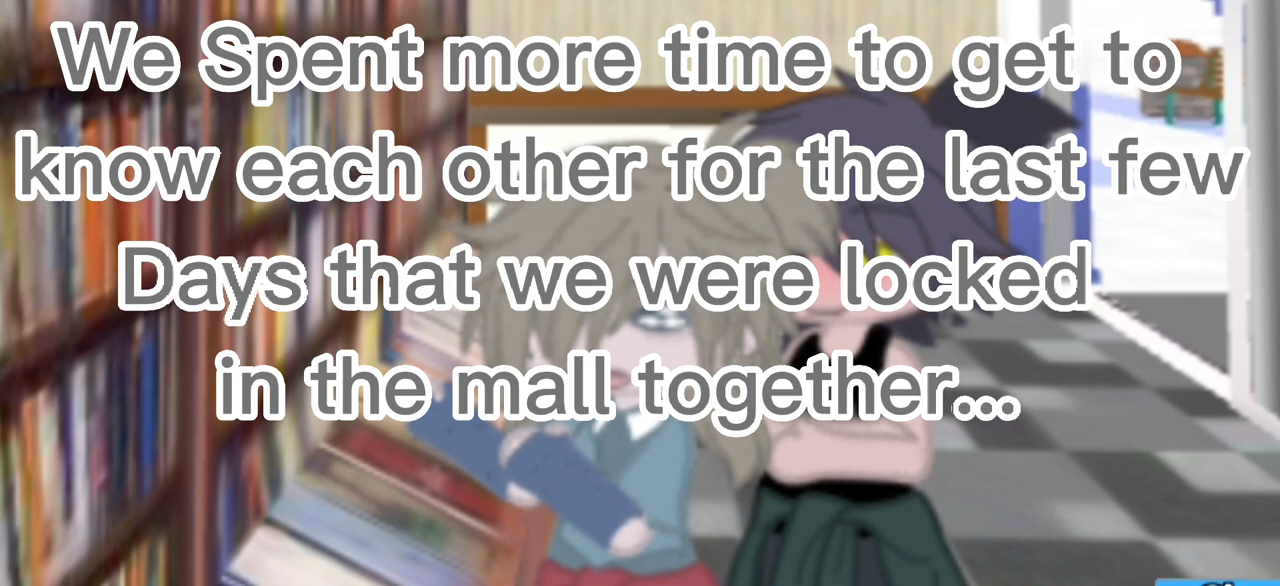 We Spent more time to get to
know each other for the last few
Days that we were locked
in the mall together...